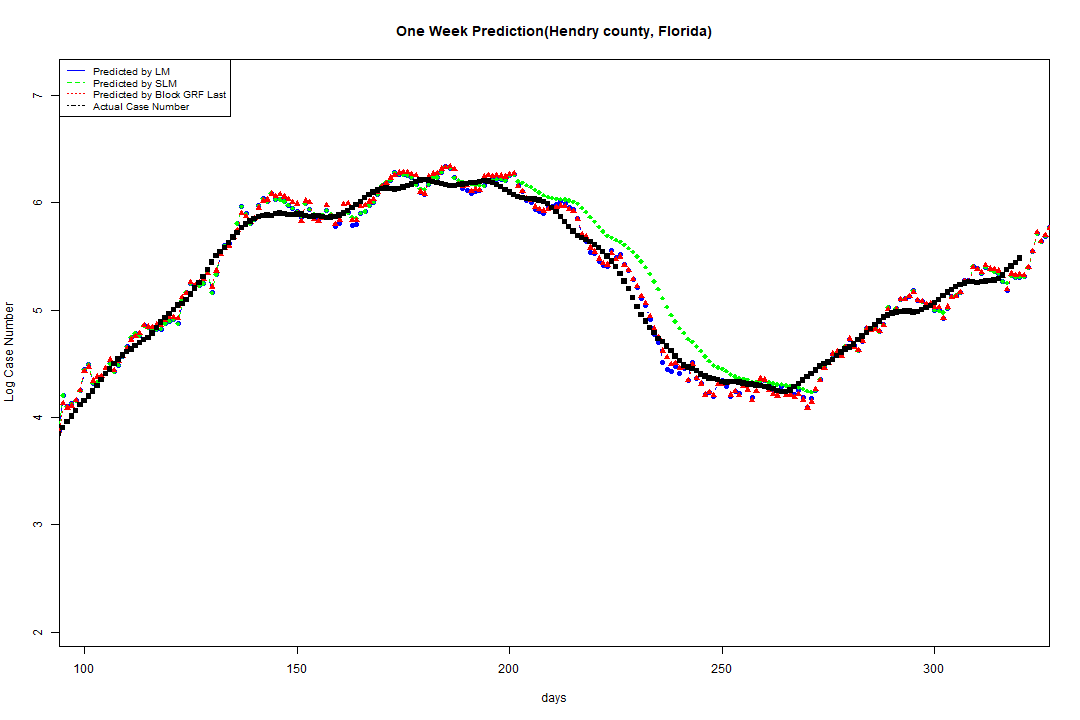 One Week Prediction(Hendry county, Florida)
Predicted by LM
Predicted by SLM
Predicted by Block GRF Last
Actual Case Number
7
6
5
4
3
2
Log Case Number
100 150 200 250 300
days